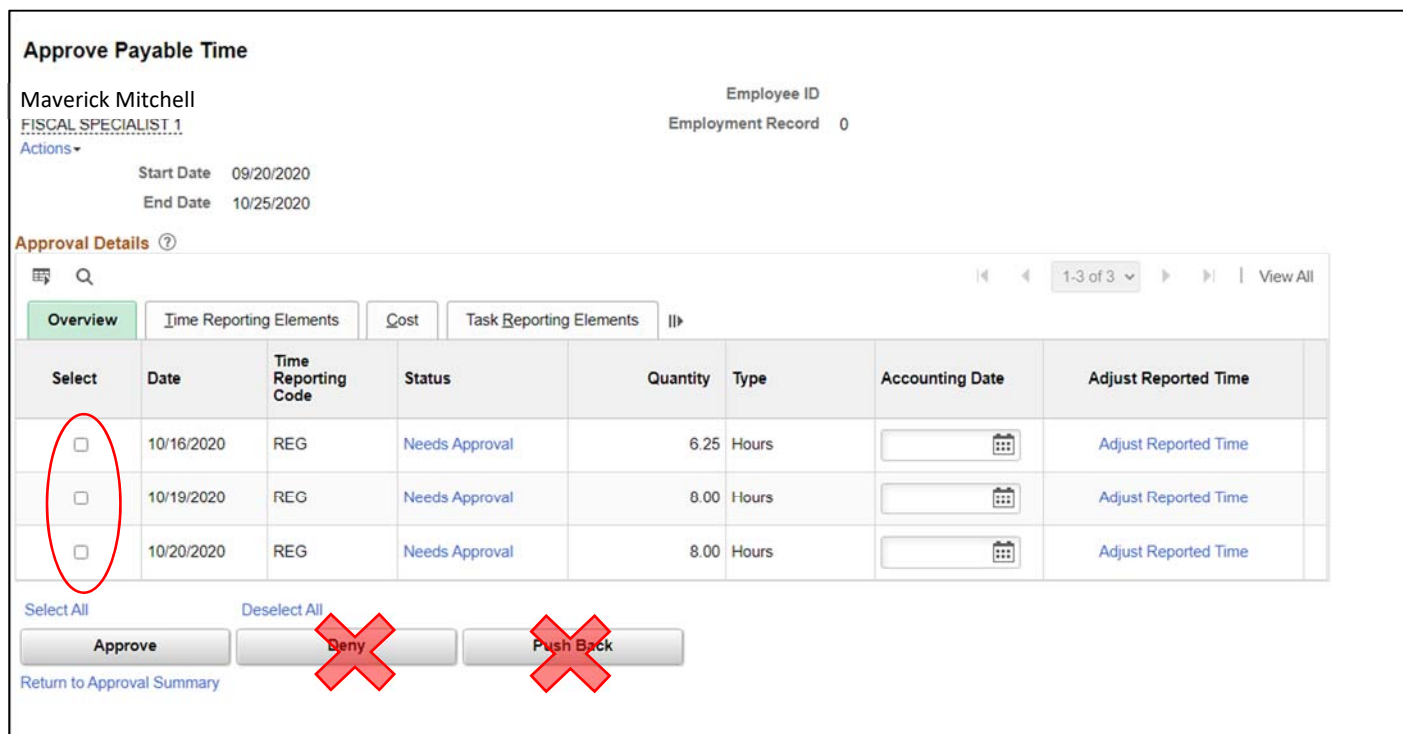 Approve Payable Time
Maverick Mitchell
Employee ID
FISCAL SPECIALIST 1
Employment Record 0
Actions
Start Date 09/20/2020
End Date 10/25/2020
Approval Details ?
1-3 of 3 | View All
Overview Time Reporting Elements Cost Task Reporting Elements
Select Date Time Reporting Code Status Quantity Type Accounting Date Adjust Reported Time
10/16/2020 REG Needs Approval 6.25 Hours Adjust Reported Time
10/19/2020 REG Needs Approval 8.00 Hours Adjust Reported Time
10/20/2020 REG Needs Approval 8.00 Hours Adjust Reported Time
Select All Deselect All
Approve Deny Push Back
Return to Approval Summary